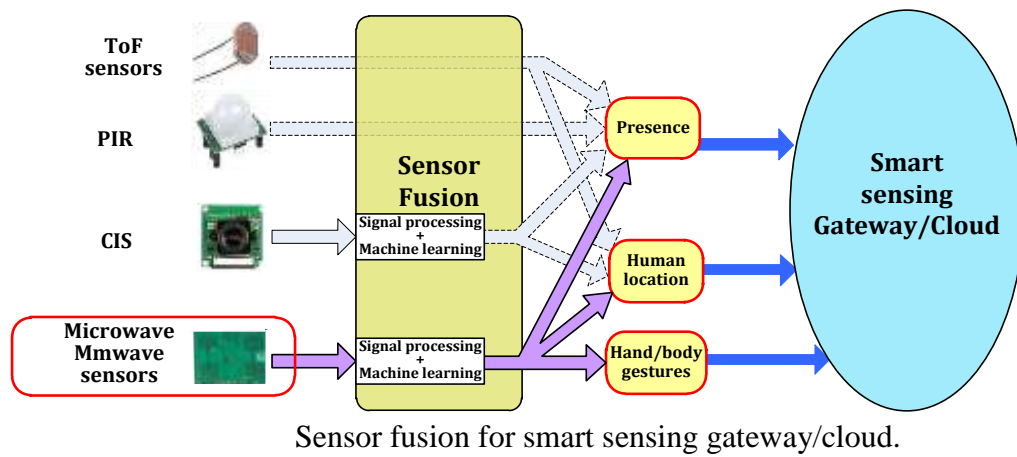 ToF
sensors
PIR
CIS
Microwave
Mmwave
sensors
Sensor
Fusion
Signal processing
+
Machine learning
Signal processing
+
Machine learning
Presence
Human
location
Hand/body
gestures
Smart
sensing
Gateway/Cloud
Sensor fusion for smart sensing gateway/cloud.